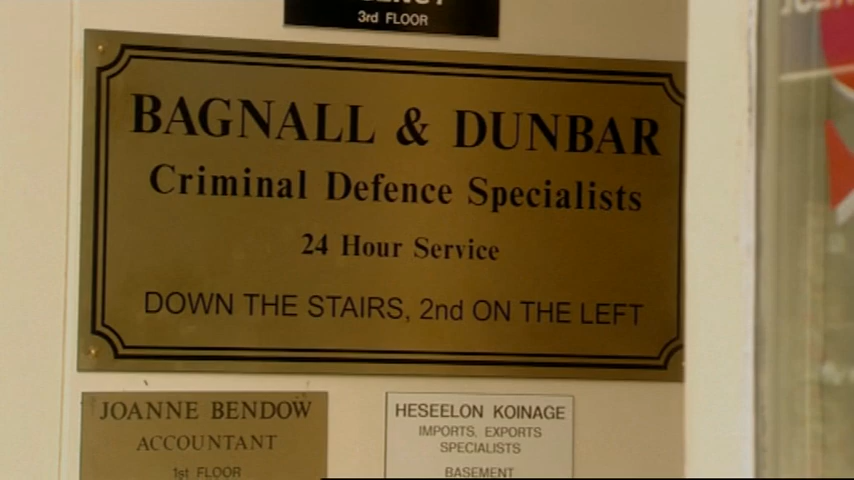 3rd FLOOR
BAGNALL & DUNBAR
Criminal Defence Specialists
24 Hour Service
DOWN THE STAIRS, 2nd ON THE LEFT
JOANNE BENDOW
ACCOUNTANT
1st FLOOR
HESEELON KOINAGE
IMPORTS, EXPORTS
SPECIALISTS
BASEMENT